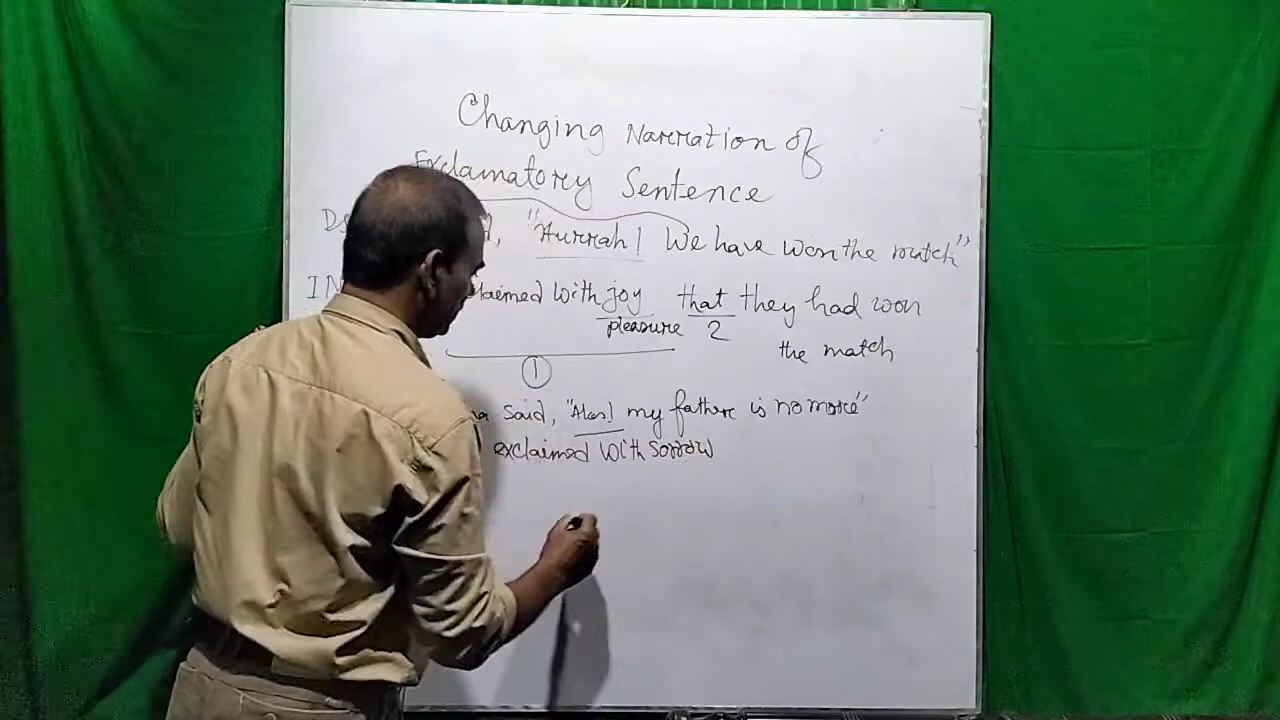 Changing Narration of
Exclamatory Sentence
"Hurrah! We have won the match"
claimed with joy that they had won
pleasure 2
the match
1
said, "Alas! my fathere is no more"
exclaimed with sorrow